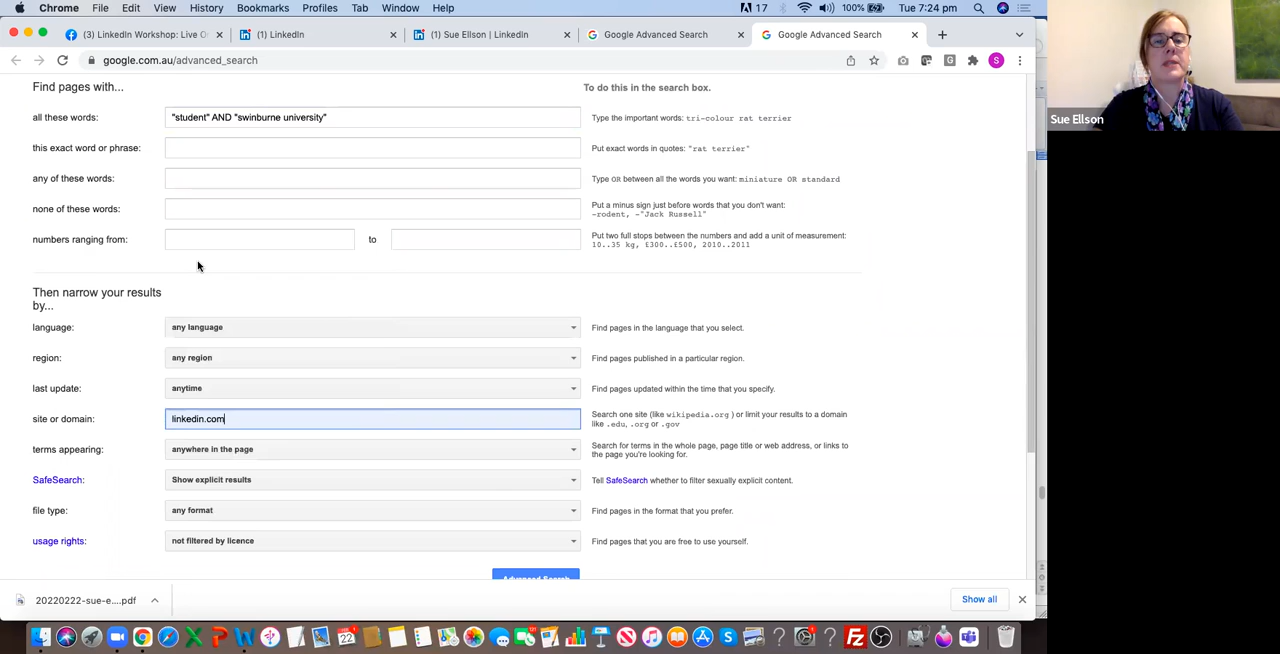 Chrome File Edit View History Bookmarks Profiles Tab Window Help 17 100% Tue 7:24 pm
(3) LinkedIn Workshop: Live O (1) LinkedIn (1) Sue Ellson | LinkedIn Google Advanced Search Google Advanced Search
google.com.au/advanced_search
Find pages with... To do this in the search box.
all these words: "student" AND "swinburne university" Type the important words: tri-colour rat terrier
this exact word or phrase: Put exact words in quotes: "rat terrier"
any of these words: Type OR between all the words you want: miniature OR standard
none of these words: Put a minus sign just before words that you don't want:
-rodent, -"Jack Russell"
numbers ranging from: to Put two full stops between the numbers and add a unit of measurement:
10..35 kg, £300..£500, 2010..2011
Then narrow your results
by...
language: any language Find pages in the language that you select.
region: any region Find pages published in a particular region.
last update: anytime Find pages updated within the time that you specify.
site or domain: linkedin.com Search one site (like wikipedia.org ) or limit your results to a domain
like .edu, .org or .gov
terms appearing: anywhere in the page Search for terms in the whole page, page title or web address, or links to
the page you're looking for.
SafeSearch: Show explicit results Tell SafeSearch whether to filter sexually explicit content.
file type: any format Find pages in the format that you prefer.
usage rights: not filtered by licence Find pages that you are free to use yourself.
Advanced Search
20220222-sue-e....pdf Show all
Sue Ellson